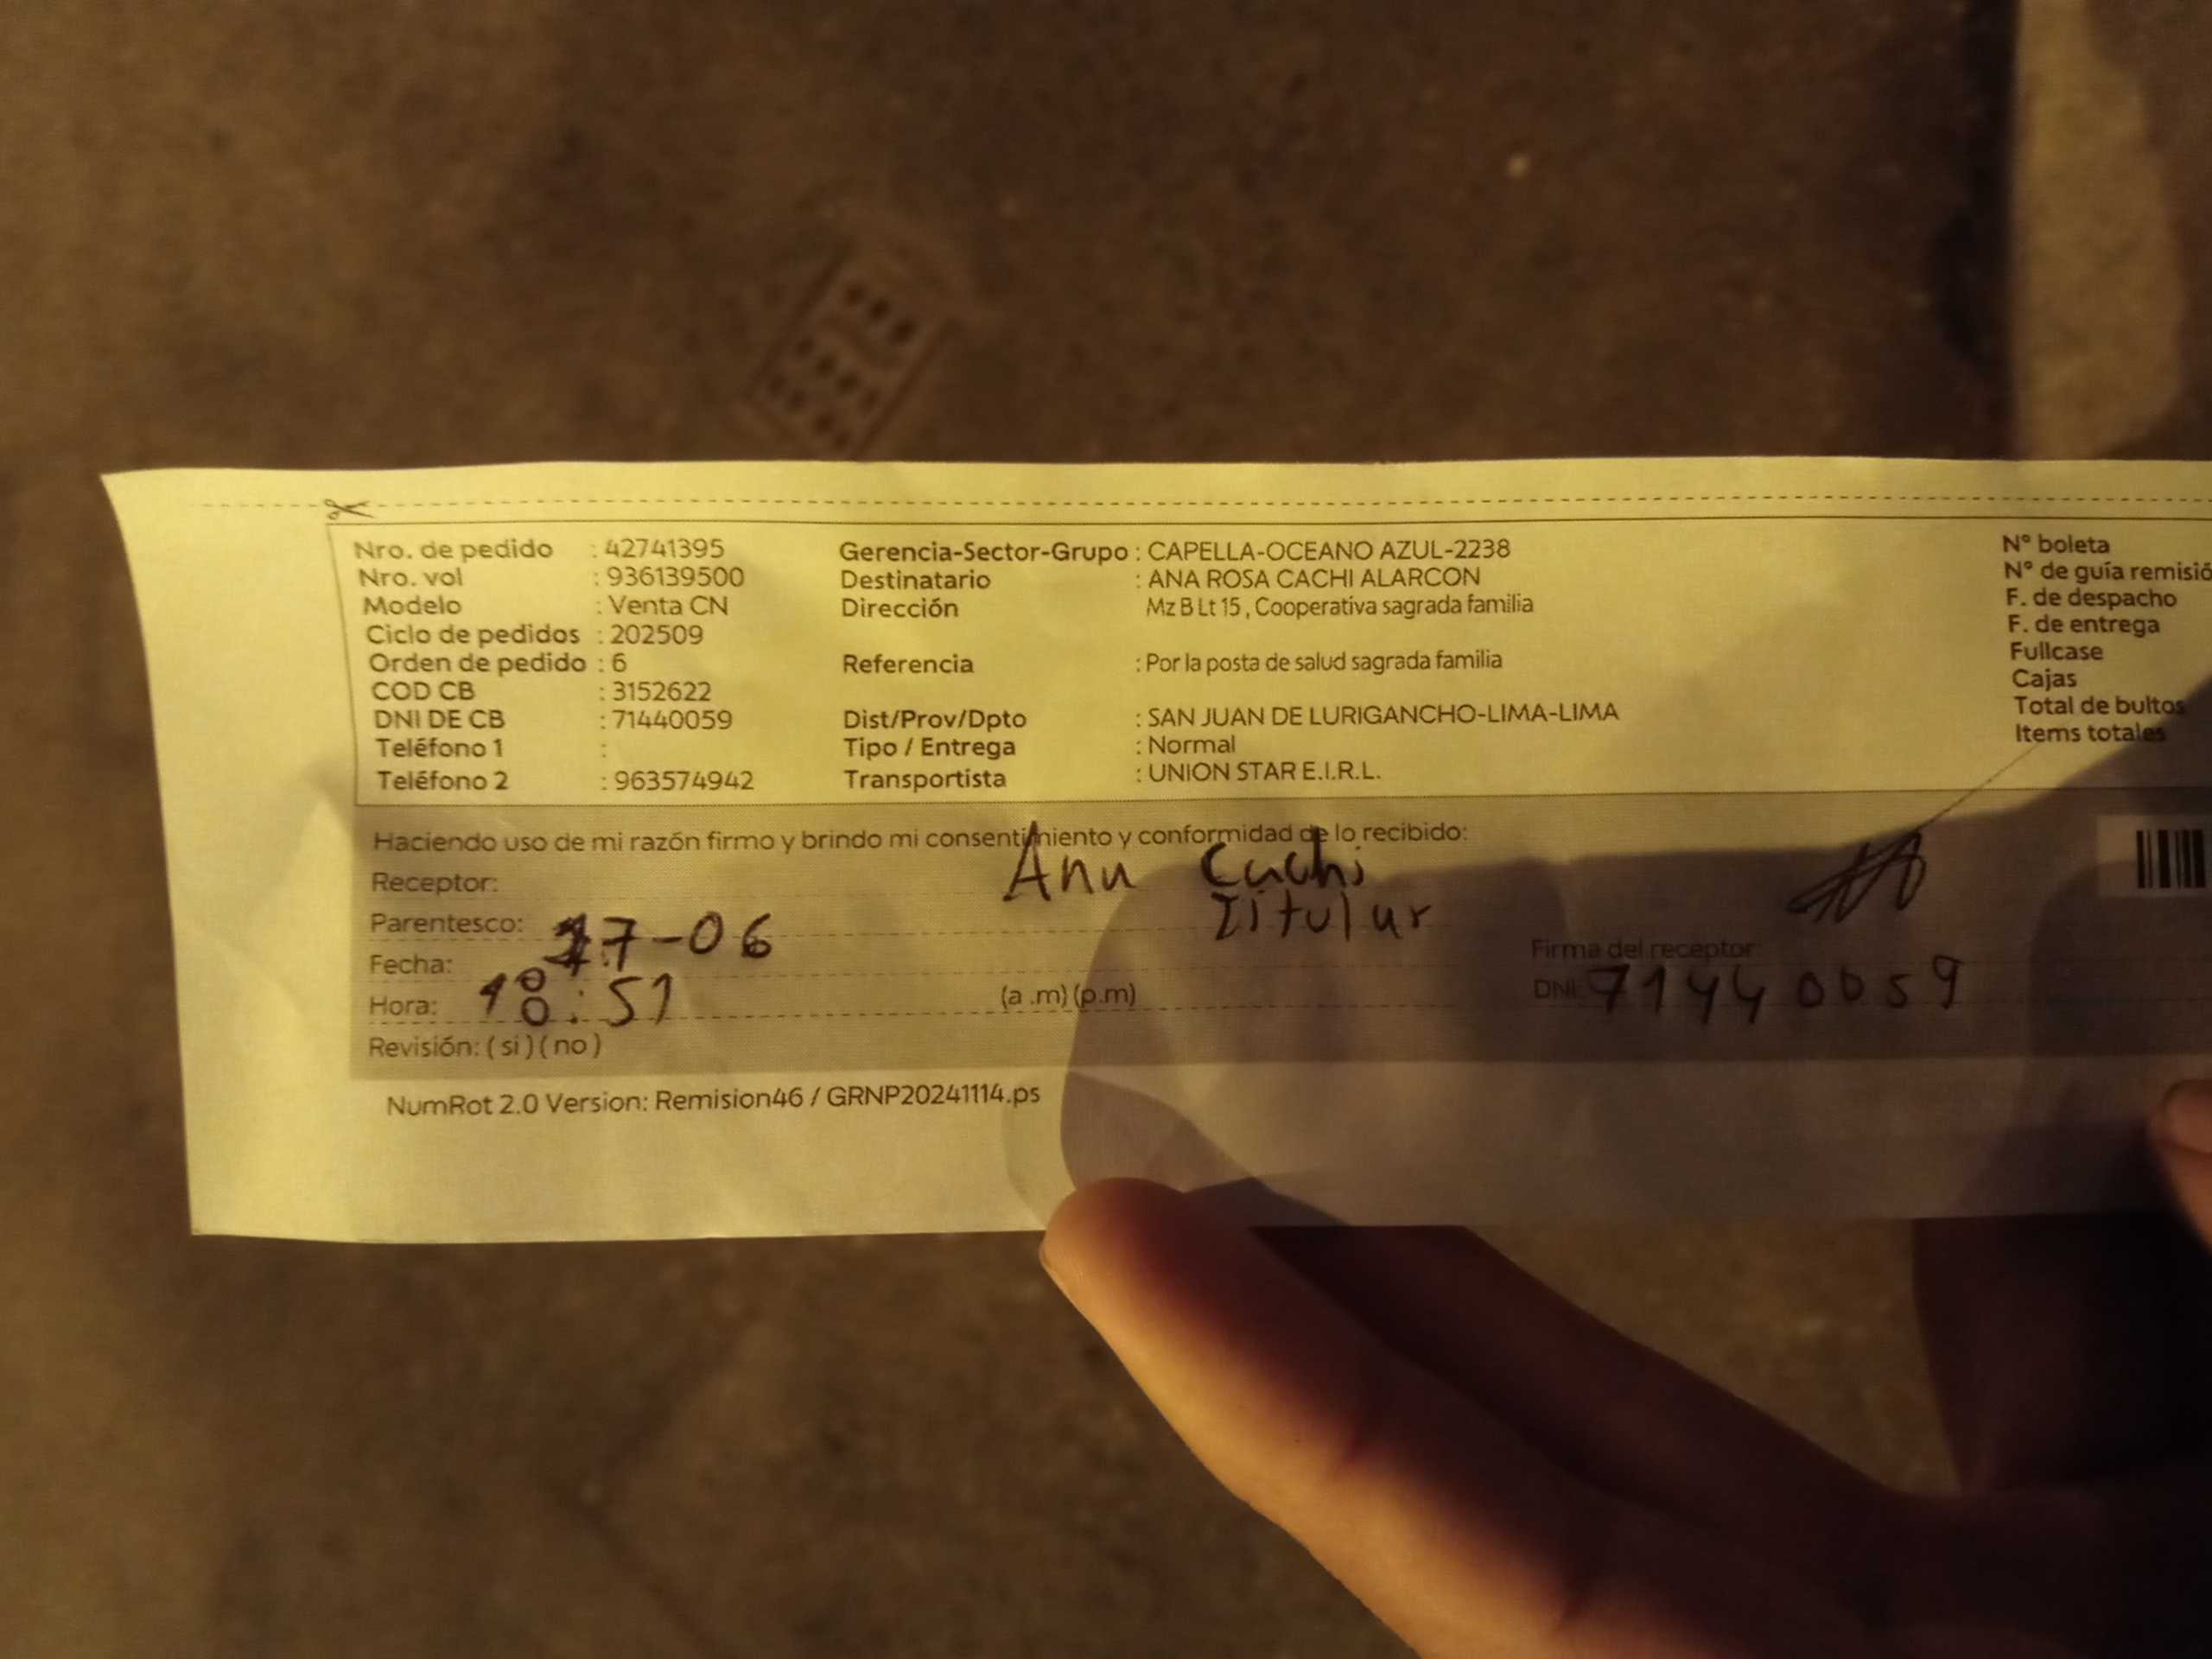 Nro. de pedido : 42741395
Nro. vol : 936139500
Modelo : Venta CN
Ciclo de pedidos : 202509
Orden de pedido : 6
COD CB : 3152622
DNI DE CB : 71440059
Teléfono 1 :
Teléfono 2 : 963574942
Gerencia-Sector-Grupo : CAPELLA-OCEANO AZUL-2238
Destinatario : ANA ROSA CACHI ALARCON
Dirección Mz B Lt 15 , Cooperativa sagrada familia
Referencia : Por la posta de salud sagrada familia
Dist/Prov/Dpto : SAN JUAN DE LURIGANCHO-LIMA-LIMA
Tipo / Entrega : Normal
Transportista : UNION STAR E.I.R.L.
N° boleta
N° de guía remisió
F. de despacho
F. de entrega
Fullcase
Cajas
Total de bultos
Items totales
Haciendo uso de mi razón firmo y brindo mi consentimiento y conformidad de lo recibido:
Receptor: Ana Cachi
Parentesco: Titular
Fecha: 17-06
Hora: 18:51 (a .m) (p.m)
Revisión: ( si ) ( no )
Firma del receptor
DNI: 71440059
NumRot 2.0 Version: Remision46 / GRNP20241114.ps